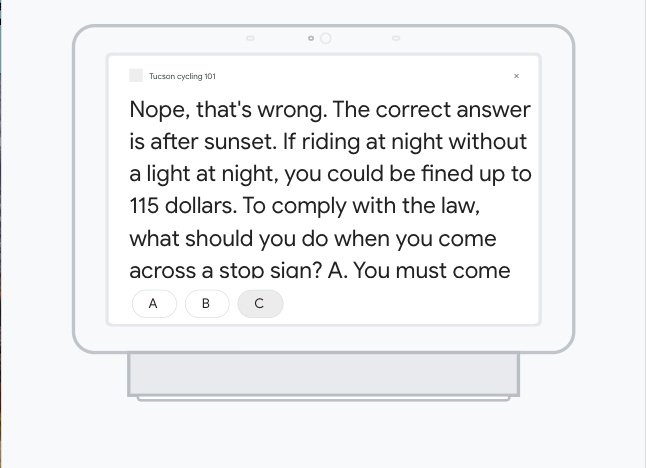 Tucson cycling 101
×
Nope, that's wrong. The correct answer
is after sunset. If riding at night without
a light at night, you could be fined up to
115 dollars. To comply with the law,
what should you do when you come
across a stop sign? A. You must come
A
B
C